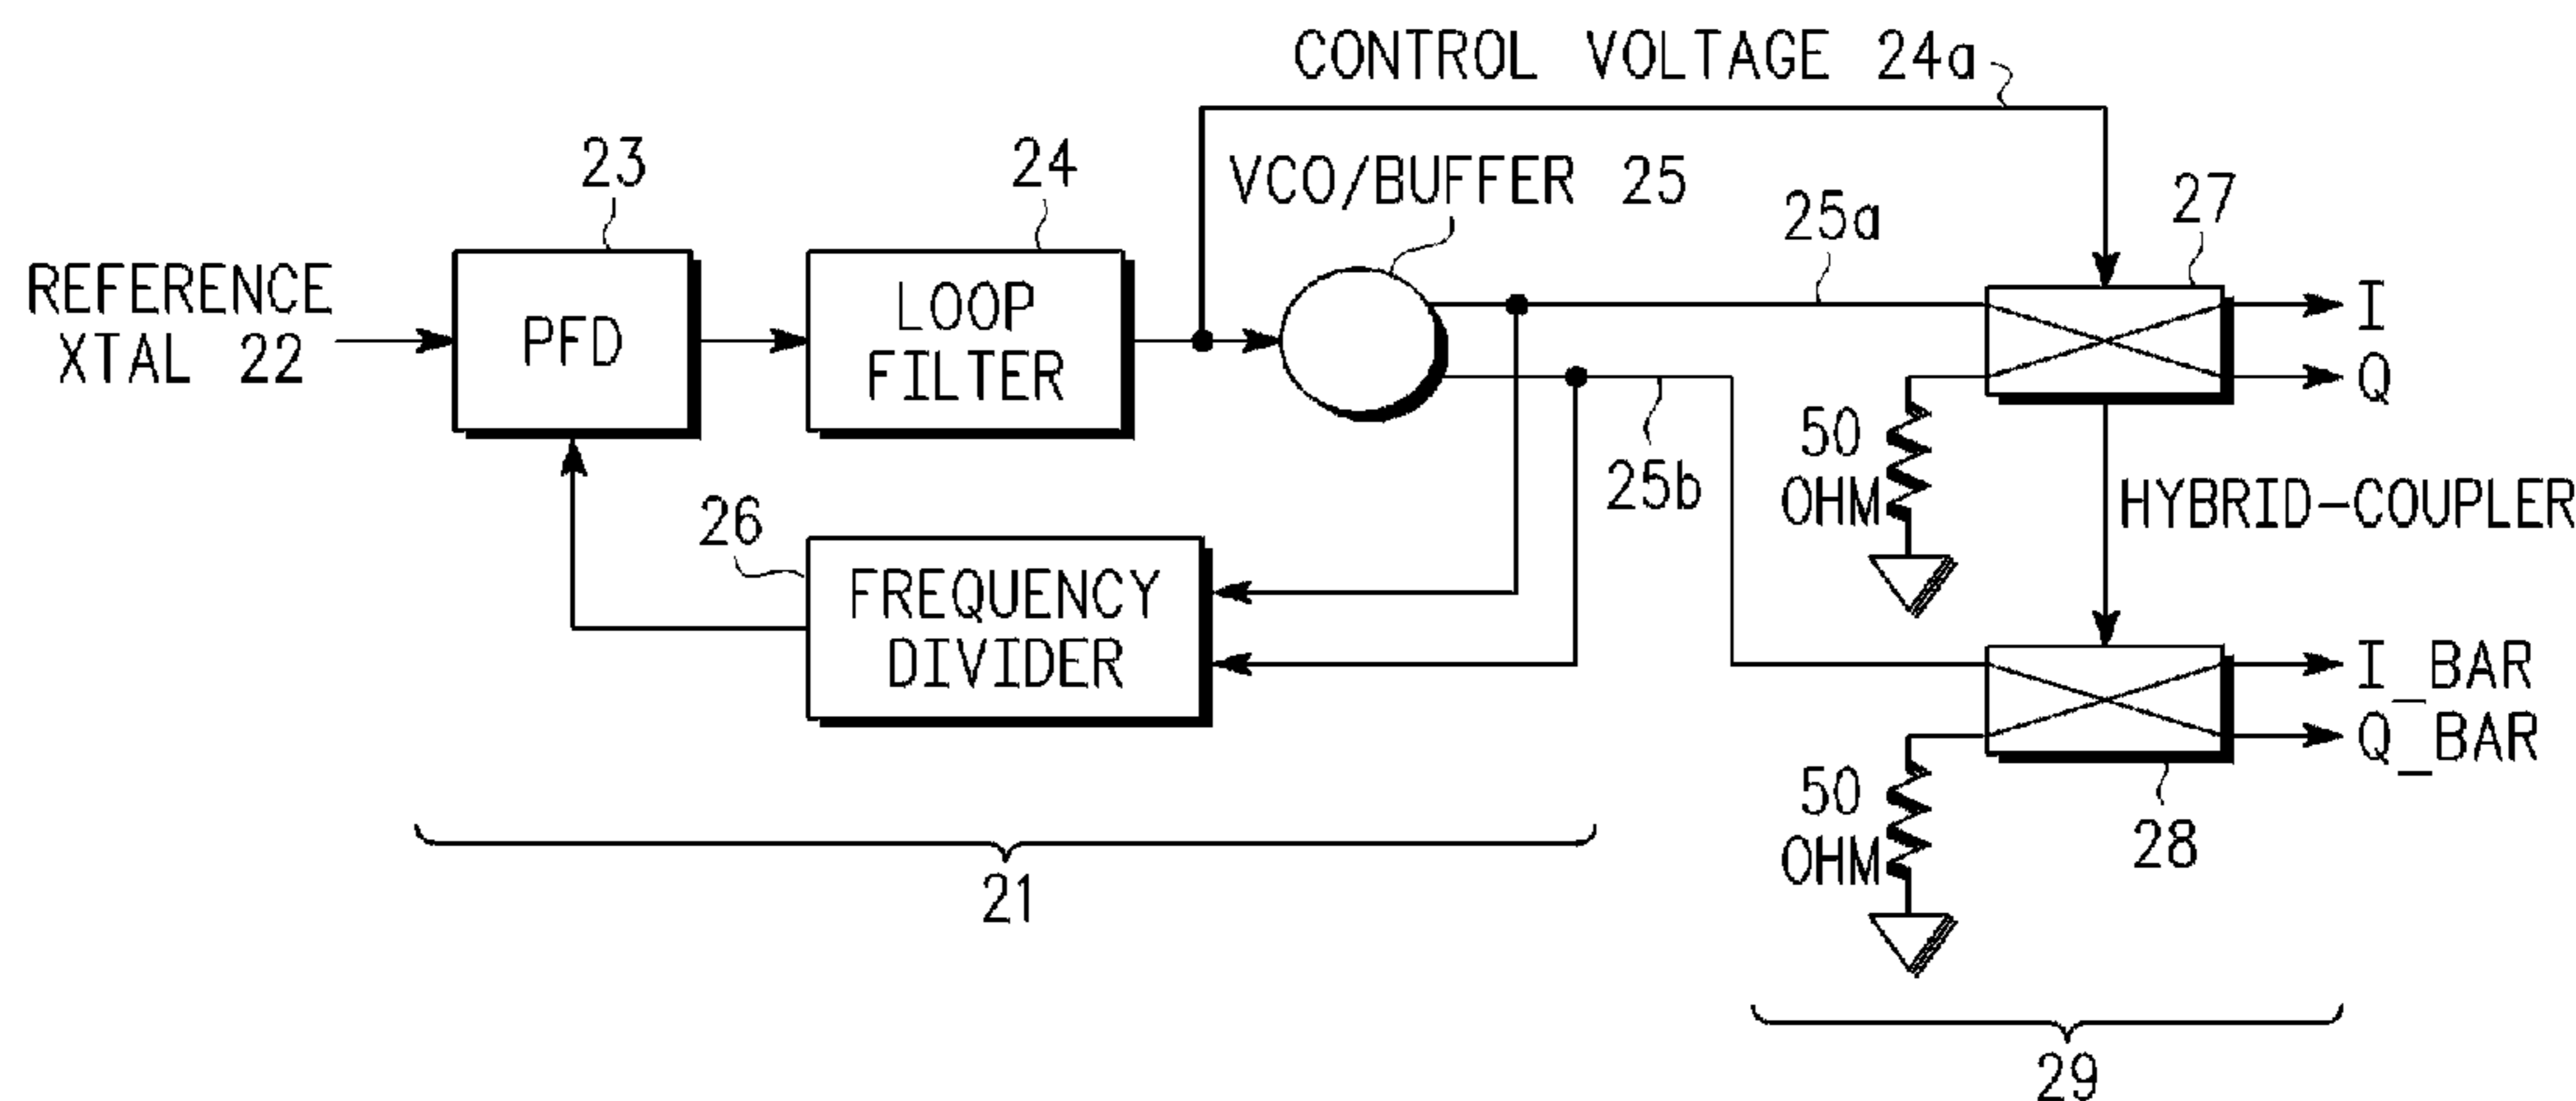 CONTROL VOLTAGE 24a
23
24
VCO/BUFFER 25
25a
27
REFERENCE
XTAL 22
PFD
LOOP
FILTER
I
Q
25b
50
OHM
HYBRID-COUPLER
26
FREQUENCY
DIVIDER
I_BAR
Q_BAR
50
OHM
28
21
29